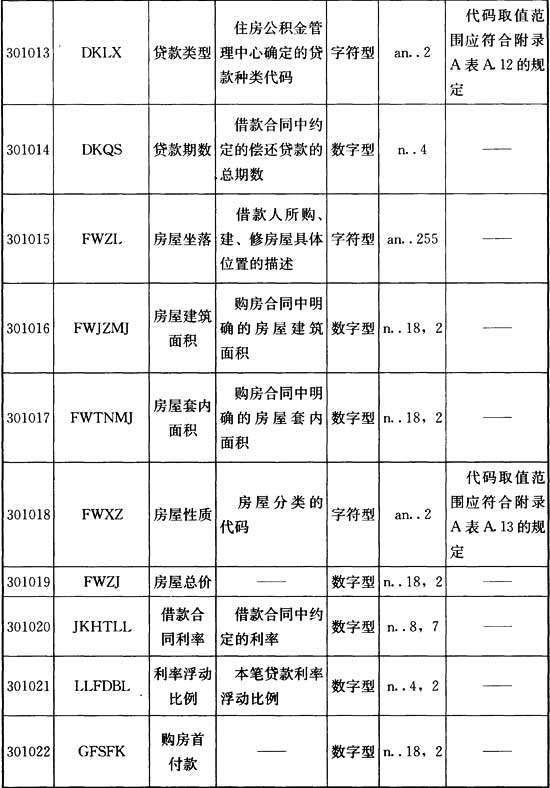 301013 DKLX 贷款类型 住房公积金管理中心确定的贷款种类代码 字符型 an..2 代码取值范围应符合附录A表A.12的规定
301014 DKQS 贷款期数 借款合同中约定的偿还贷款的总期数 数字型 n..4 ——
301015 FWZL 房屋坐落 借款人所购、建、修房屋具体位置的描述 字符型 an..255 ——
301016 FWJZMJ 房屋建筑面积 购房合同中明确的房屋建筑面积 数字型 n..18,2 ——
301017 FWTNMJ 房屋套内面积 购房合同中明确的房屋套内面积 数字型 n..18,2 ——
301018 FWXZ 房屋性质 房屋分类的代码 字符型 an..2 代码取值范围应符合附录A表A.13的规定
301019 FWZJ 房屋总价 —— 数字型 n..18,2 ——
301020 JKHTLL 借款合同利率 借款合同中约定的利率 数字型 n..8,7 ——
301021 LLFDBL 利率浮动比例 本笔贷款利率浮动比例 数字型 n..4,2 ——
301022 GFSFK 购房首付款 —— 数字型 n..18,2 ——